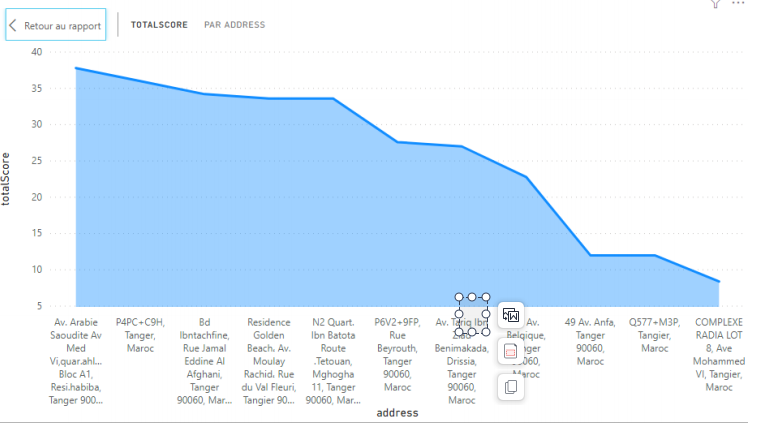 Retour au rapport
TOTALSCORE
PAR ADDRESS
40
35
30
25
20
15
10
5
totalScore
Av. Arabie
Saoudite Av
Med
Vi,quar.ahl...
Bloc A1,
Resi.habiba,
Tanger 900...
P4PC+C9H,
Tanger,
Maroc
Bd
Ibntachfine,
Rue Jamal
Eddine Al
Afghani,
Tanger
90060, Mar...
Residence
Golden
Beach، Av.
Moulay
Rachid، Rue
du Val Fleuri,
Tangier 90...
N2 Quart.
Ibn Batota
Route
.Tetouan,
Mghogha
11, Tanger
90060, Mar...
P6V2+9FP,
Rue
Beyrouth,
Tanger
90060,
Maroc
Av. Tariq Ibn
Benimakada,
Drissia,
Tanger
90060,
Maroc
Av.
Belgique,
Maroc
49 Av. Anfa,
Tanger
90060,
Maroc
Q577+M3P,
Tangier,
Maroc
COMPLEXE
RADIA LOT
8, Ave
Mohammed
VI, Tangier,
Maroc
address